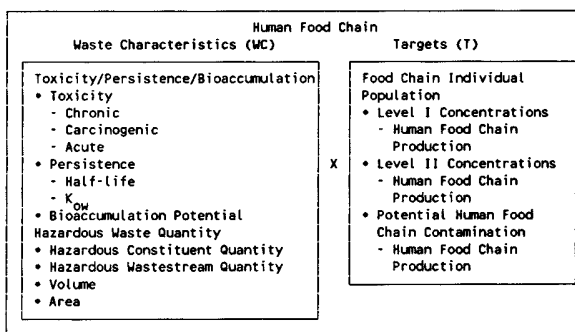 Human Food Chain
Waste Characteristics (WC)
Targets (T)
Toxicity/Persistence/Bioaccumulation
• Toxicity
- Chronic
- Carcinogenic
- Acute
• Persistence
- Half-life
- Kow
• Bioaccumulation Potential
Hazardous Waste Quantity
• Hazardous Constituent Quantity
• Hazardous Wastestream Quantity
• Volume
• Area
X
Food Chain Individual
Population
• Level I Concentrations
- Human Food Chain
Production
• Level II Concentrations
- Human Food Chain
Production
• Potential Human Food
Chain Contamination
- Human Food Chain
Production